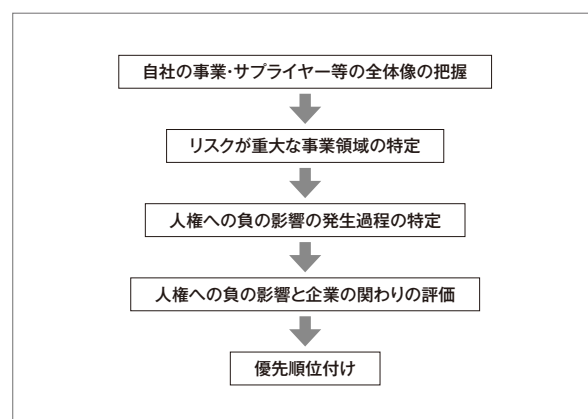 自社の事業・サプライヤー等の全体像の把握
リスクが重大な事業領域の特定
人権への負の影響の発生過程の特定
人権への負の影響と企業の関わりの評価
優先順位付け